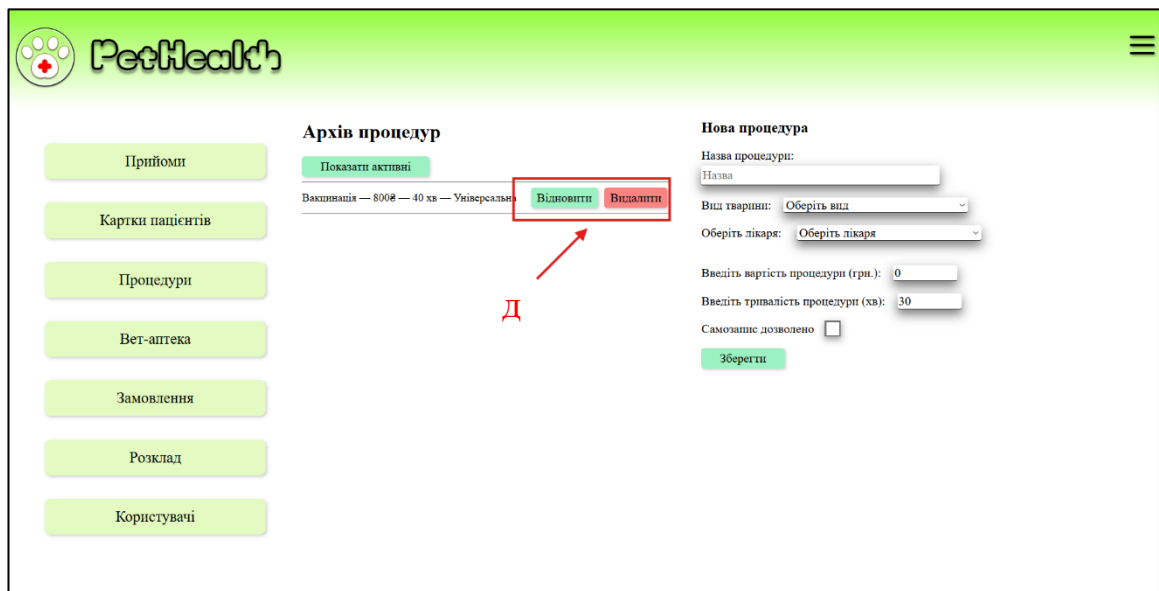 PetHealth
Прийоми
Картки пацієнтів
Процедури
Вет-аптека
Замовлення
Розклад
Користувачі
Архів процедур
Показати активні
Вакцинація — 800₴ — 40 хв — Універсальна
Відновити
Видалити
Д
Нова процедура
Назва процедури:
Назва
Вид тварини: Оберіть вид
Оберіть лікаря: Оберіть лікаря
Введіть вартість процедури (грн.): 0
Введіть тривалість процедури (хв): 30
Самозапис дозволено
Зберегти